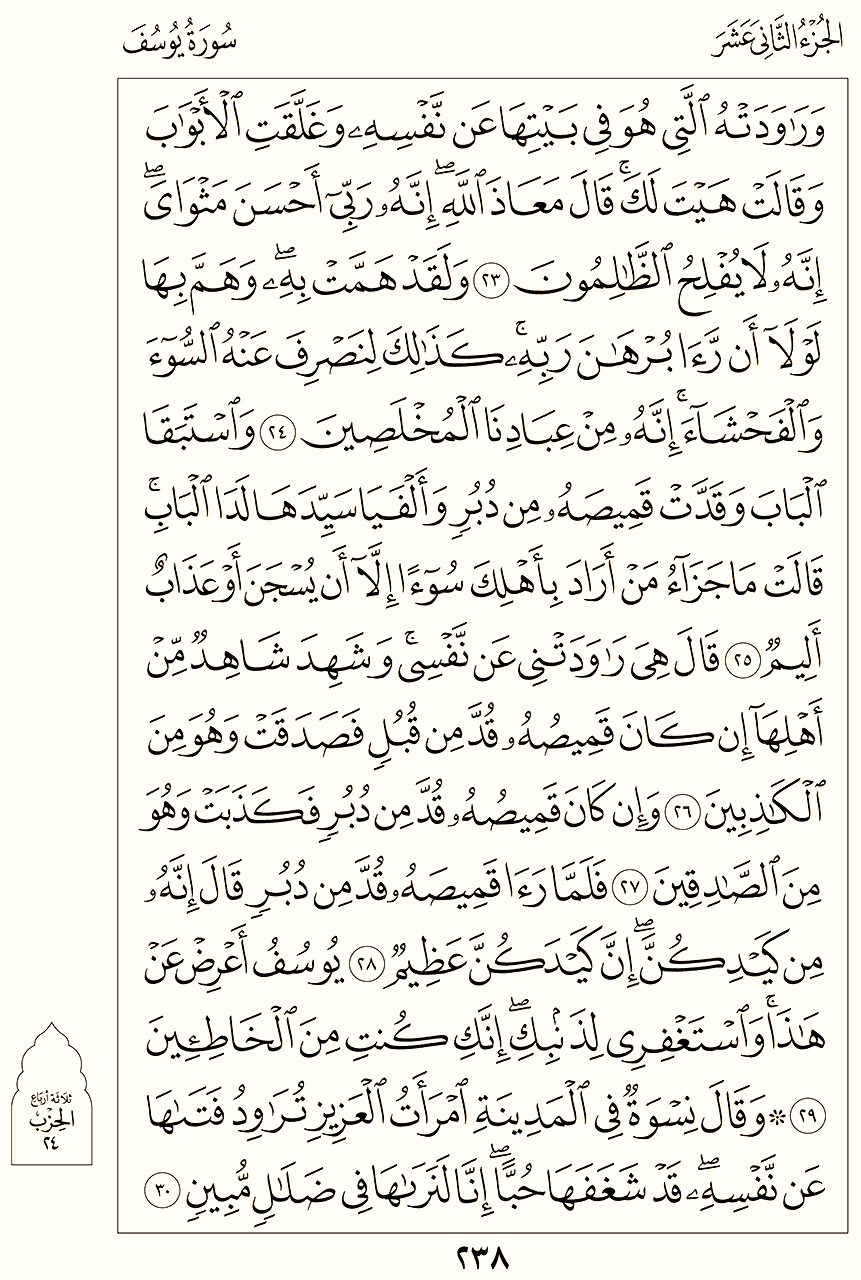 الجُزْءُ الثَّانِي عَشَرَ
سُورَةُ يُوسُفَ
وَرَٰوَدَتْهُ ٱلَّتِى هُوَ فِى بَيْتِهَا عَن نَّفْسِهِۦ وَغَلَّقَتِ ٱلْأَبْوَٰبَ
وَقَالَتْ هَيْتَ لَكَ ۚ قَالَ مَعَاذَ ٱللَّهِ ۖ إِنَّهُۥ رَبِّىٓ أَحْسَنَ مَثْوَاىَ ۖ
إِنَّهُۥ لَا يُفْلِحُ ٱلظَّٰلِمُونَ ٢٣ وَلَقَدْ هَمَّتْ بِهِۦ ۖ وَهَمَّ بِهَا
لَوْلَآ أَن رَّءَا بُرْهَٰنَ رَبِّهِۦ ۚ كَذَٰلِكَ لِنَصْرِفَ عَنْهُ ٱلسُّوٓءَ
وَٱلْفَحْشَآءَ ۚ إِنَّهُۥ مِنْ عِبَادِنَا ٱلْمُخْلَصِينَ ٢٤ وَٱسْتَبَقَا
ٱلْبَابَ وَقَدَّتْ قَمِيصَهُۥ مِن دُبُرٍ وَأَلْفَيَا سَيِّدَهَا لَدَا ٱلْبَابِ ۚ
قَالَتْ مَا جَزَآءُ مَنْ أَرَادَ بِأَهْلِكَ سُوٓءًا إِلَّآ أَن يُسْجَنَ أَوْ عَذَابٌ
أَلِيمٌ ٢٥ قَالَ هِىَ رَٰوَدَتْنِى عَن نَّفْسِى ۚ وَشَهِدَ شَاهِدٌ مِّنْ
أَهْلِهَآ إِن كَانَ قَمِيصُهُۥ قُدَّ مِن قُبُلٍ فَصَدَقَتْ وَهُوَ مِنَ
ٱلْكَٰذِبِينَ ٢٦ وَإِن كَانَ قَمِيصُهُۥ قُدَّ مِن دُبُرٍ فَكَذَبَتْ وَهُوَ
مِنَ ٱلصَّٰدِقِينَ ٢٧ فَلَمَّا رَءَا قَمِيصَهُۥ قُدَّ مِن دُبُرٍ قَالَ إِنَّهُۥ
مِن كَيْدِكُنَّ ۖ إِنَّ كَيْدَكُنَّ عَظِيمٌ ٢٨ يُوسُفُ أَعْرِضْ عَنْ
هَٰذَا ۚ وَٱسْتَغْفِرِى لِذَنۢبِكِ ۖ إِنَّكِ كُنتِ مِنَ ٱلْخَاطِـِٔينَ
٢٩ ۞ وَقَالَ نِسْوَةٌ فِى ٱلْمَدِينَةِ ٱمْرَأَتُ ٱلْعَزِيزِ تُرَٰوِدُ فَتَىٰهَا
عَن نَّفْسِهِۦ ۖ قَدْ شَغَفَهَا حُبًّا ۖ إِنَّا لَنَرَىٰهَا فِى ضَلَٰلٍ مُّبِينٍ ٣٠
ثلاثة أرباع
الحِزْب
٢٤
٢٣٨